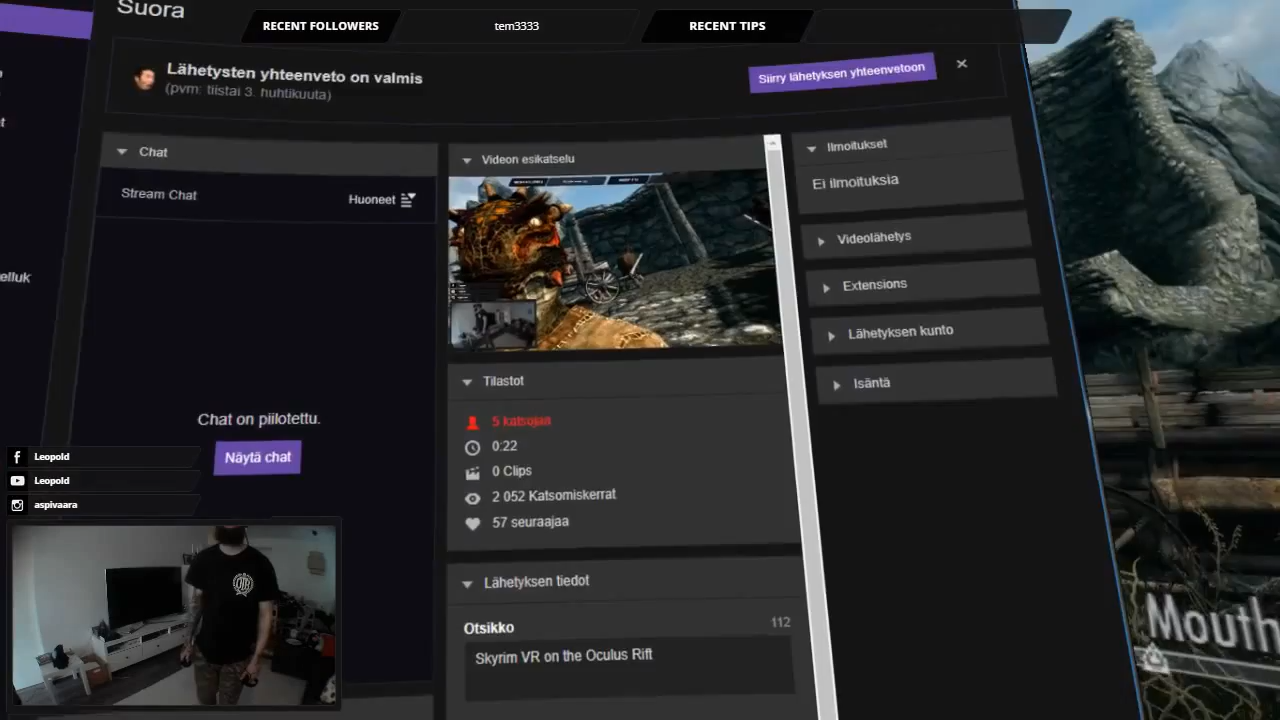 Suora
RECENT FOLLOWERS
tem3333
RECENT TIPS
Lähetysten yhteenveto on valmis
(pvm: tiistai 3. huhtikuuta)
Siirry lähetyksen yhteenvetoon
Chat
Stream Chat
Huoneet
elluk
Chat on piilotettu.
Näytä chat
Videon esikatselu
Tilastot
5 katsojaa
0:22
0 Clips
2 052 Katsomiskerrat
57 seuraajaa
Lähetyksen tiedot
Otsikko
112
Skyrim VR on the Oculus Rift
Ilmoitukset
Ei ilmoituksia
Videolähetys
Extensions
Lähetyksen kunto
Isäntä
Leopold
Leopold
aspivaara
Mouth